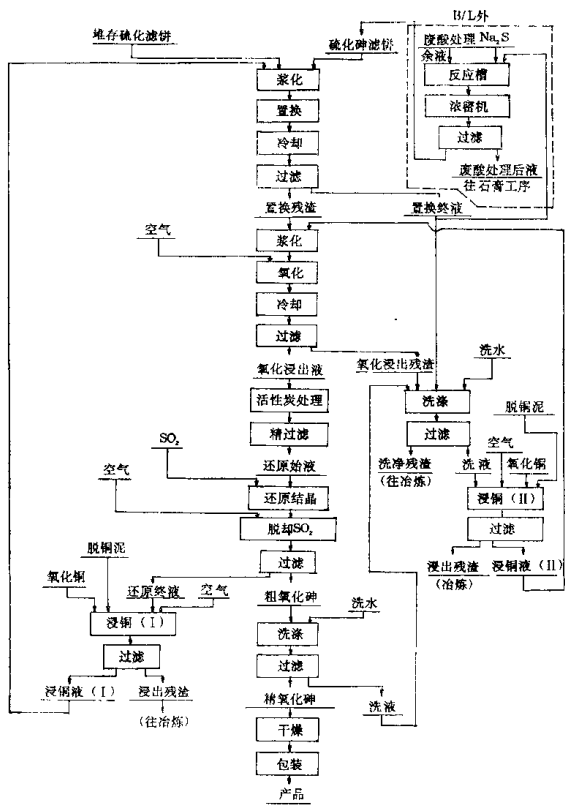 B/L外
堆存硫化滤饼
硫化砷滤饼
废酸处理 Na₂S
余液
反应槽
浓密机
过滤
废酸处理后液
往石膏工序
浆化
置换
冷却
过滤
置换残渣
置换终液
空气
浆化
氧化
冷却
过滤
氧化浸出液
氧化浸出残渣
洗水
活性炭处理
洗涤
脱铜泥
精过滤
过滤
空气
SO₂
还原始液
洗净残渣
(往冶炼)
洗液
氧化铜
空气
还原结晶
浸铜 (II)
脱却SO₂
过滤
脱铜泥
过滤
浸出残渣
(冶炼)
浸铜液 (II)
氧化铜
还原终液
空气
粗氧化砷
洗水
浸铜 (I)
洗涤
过滤
过滤
浸铜液 (I)
浸出残渣
(往冶炼)
精氧化砷
洗液
干燥
包装
产品